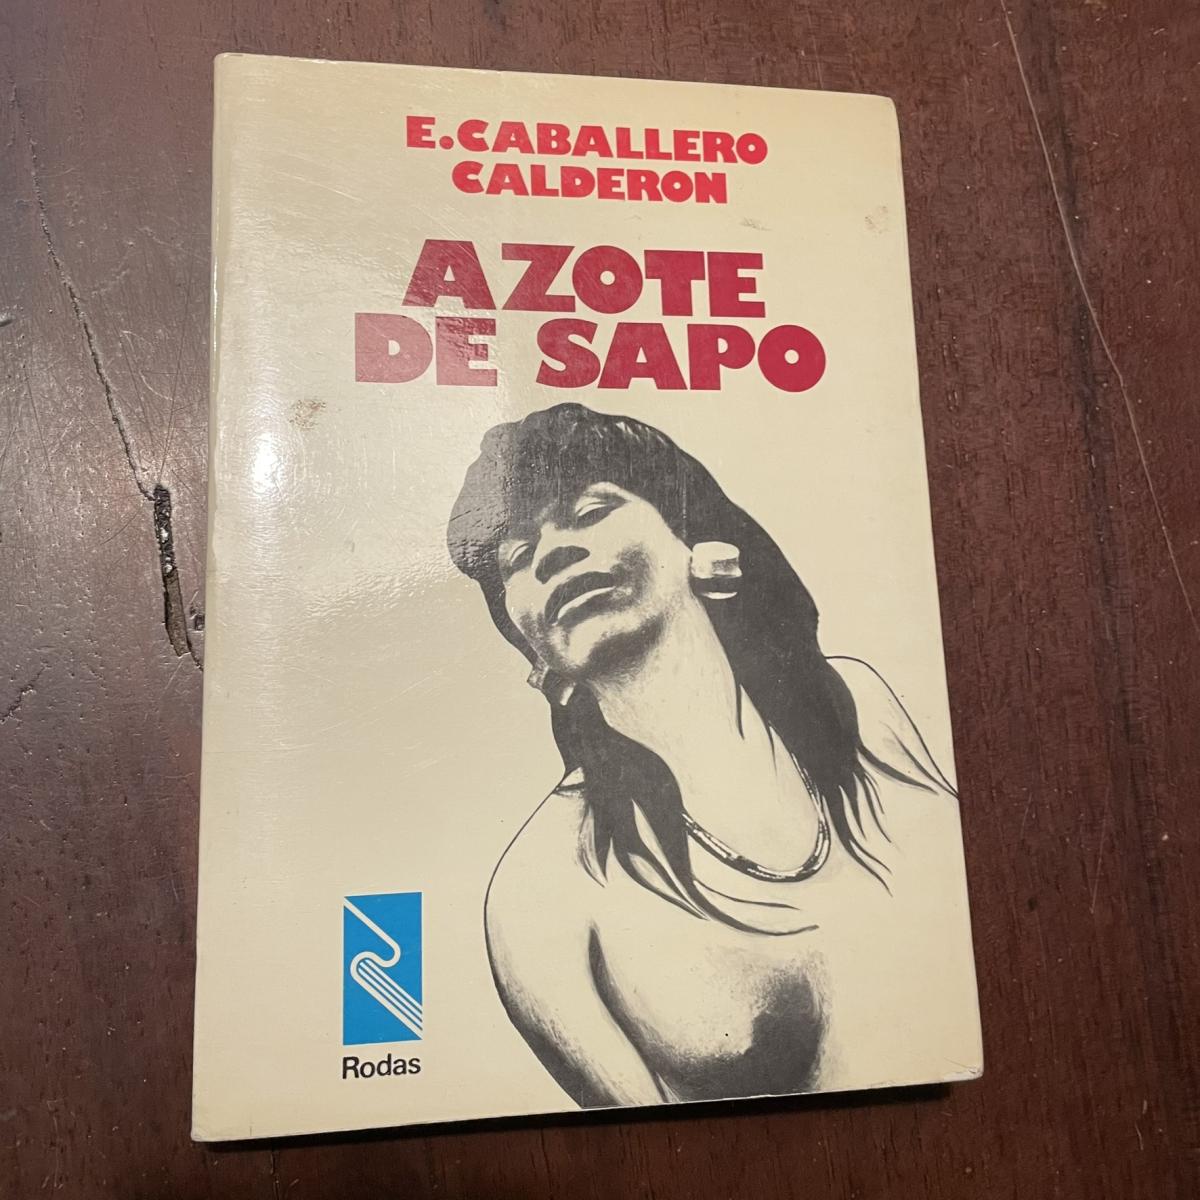 E. CABALLERO
CALDERON
AZOTE
DE SAPO
Rodas